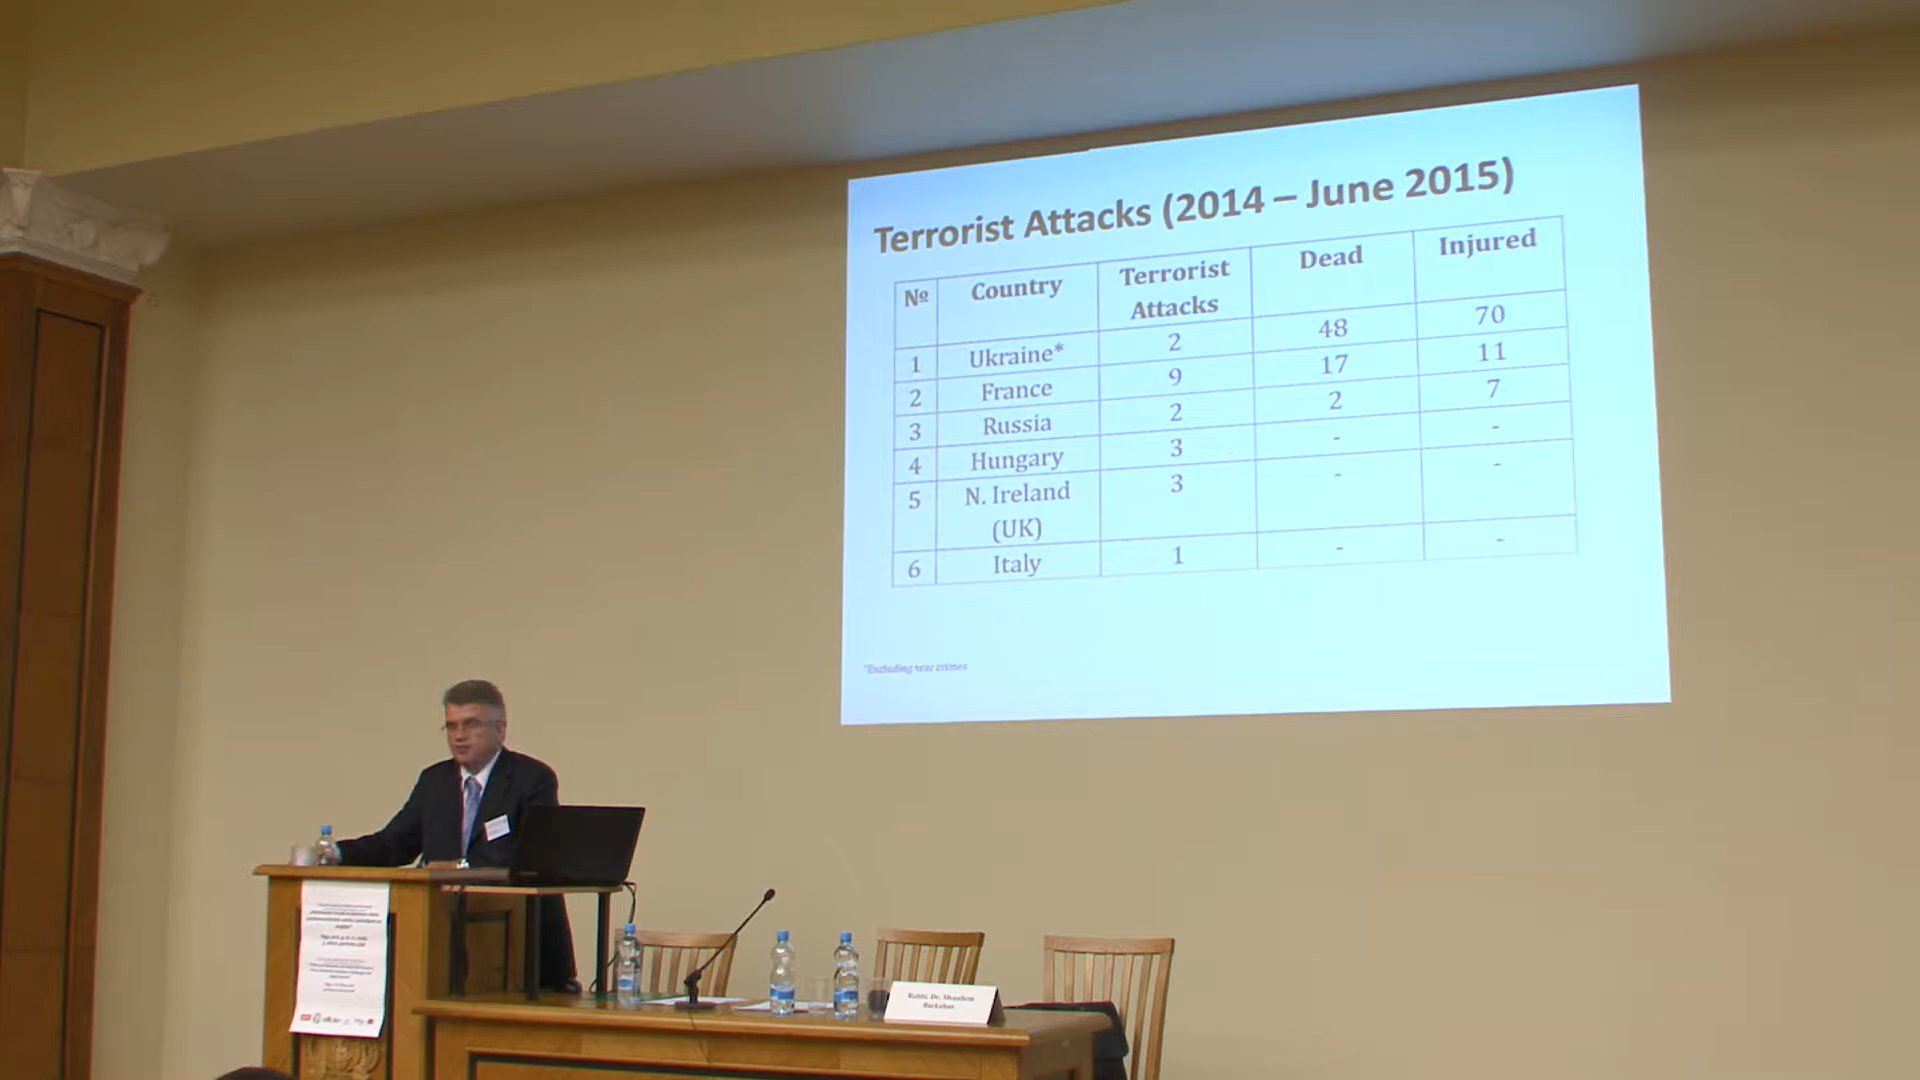 Terrorist Attacks (2014 – June 2015)
№ Country Terrorist Attacks Dead Injured
1 Ukraine* 2 48 70
2 France 9 17 11
3 Russia 2 2 7
4 Hungary 3 - -
5 N. Ireland (UK) 3 - -
6 Italy 1 - -
*Excluding war crimes
Rabbi Dr. Menahem